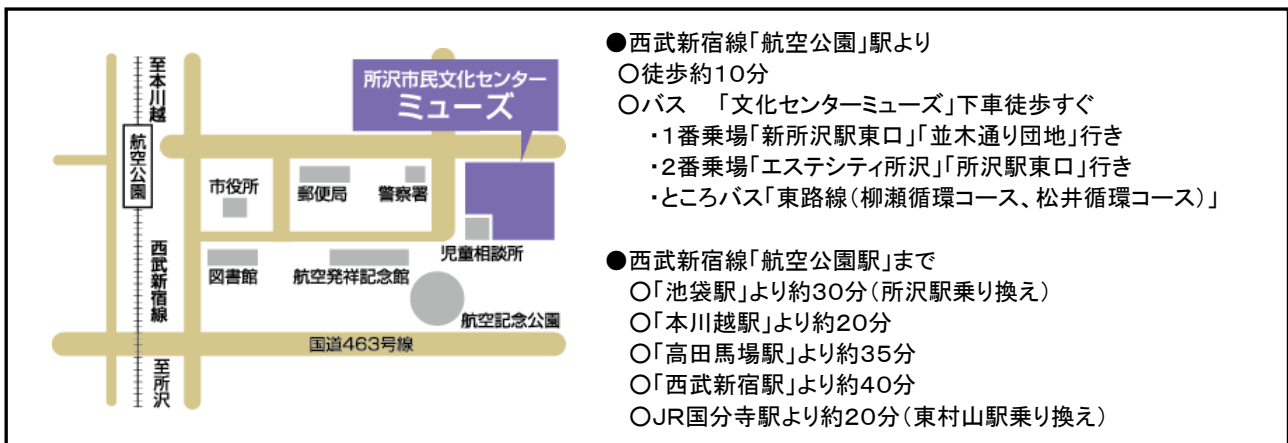 至本川越
航空公園
西武新宿線
至所沢
所沢市民文化センター
ミューズ
市役所
郵便局
警察署
児童相談所
図書館
航空発祥記念館
航空記念公園
国道463号線
●西武新宿線「航空公園」駅より
○徒歩約10分
○バス 「文化センターミューズ」下車徒歩すぐ
・1番乗場「新所沢駅東口」「並木通り団地」行き
・2番乗場「エステシティ所沢」「所沢駅東口」行き
・ところバス「東路線(柳瀬循環コース、松井循環コース)」
●西武新宿線「航空公園駅」まで
○「池袋駅」より約30分(所沢駅乗り換え)
○「本川越駅」より約20分
○「高田馬場駅」より約35分
○「西武新宿駅」より約40分
○JR国分寺駅より約20分(東村山駅乗り換え)